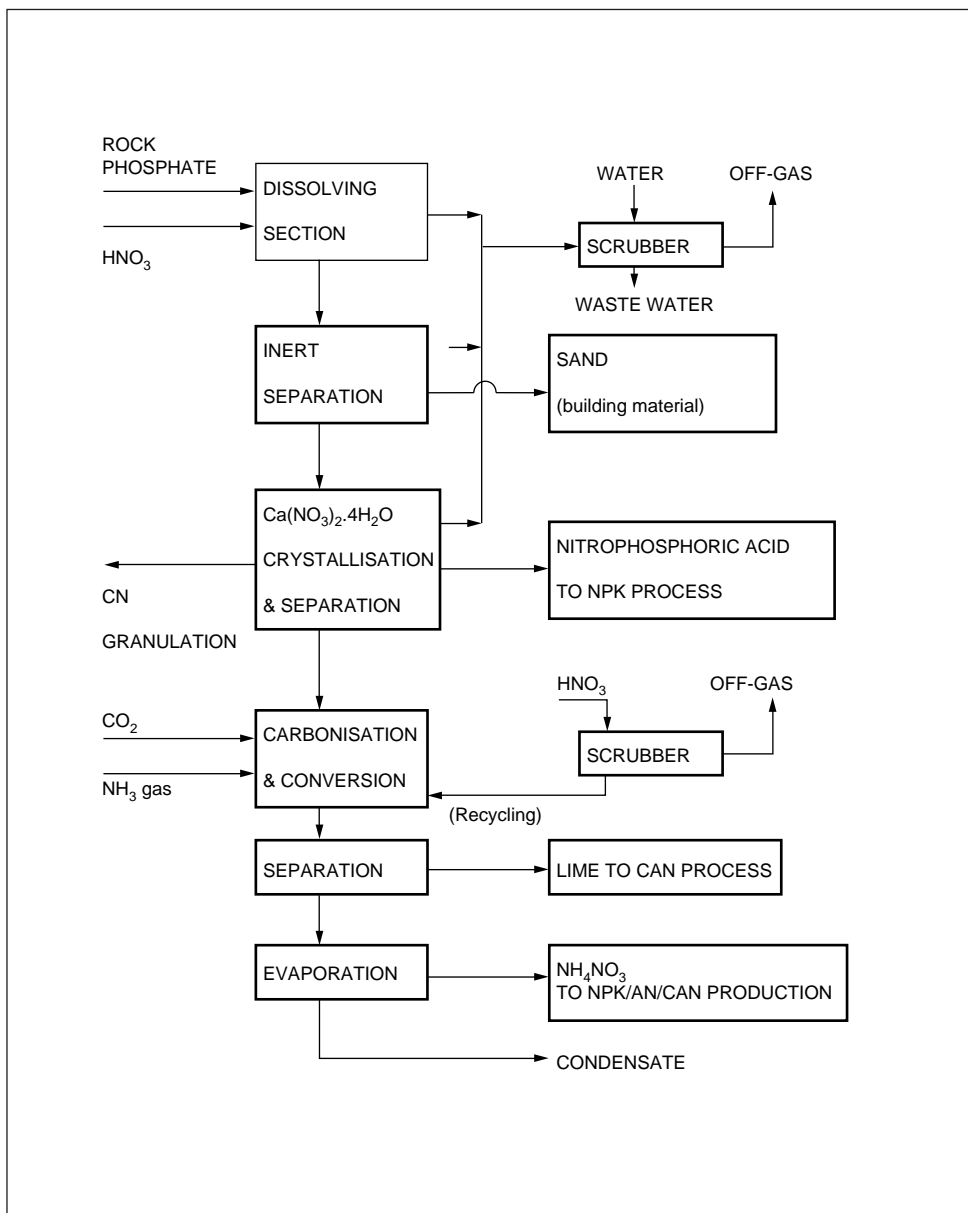 ROCK
PHOSPHATE
HNO₃
DISSOLVING
SECTION
WATER
OFF-GAS
SCRUBBER
WASTE WATER
INERT
SEPARATION
SAND
(building material)
Ca(NO₃)₂.4H₂O
CRYSTALLISATION
& SEPARATION
CN
GRANULATION
NITROPHOSPHORIC ACID
TO NPK PROCESS
HNO₃
OFF-GAS
SCRUBBER
(Recycling)
CO₂
NH₃ gas
CARBONISATION
& CONVERSION
SEPARATION
LIME TO CAN PROCESS
EVAPORATION
NH₄NO₃
TO NPK/AN/CAN PRODUCTION
CONDENSATE